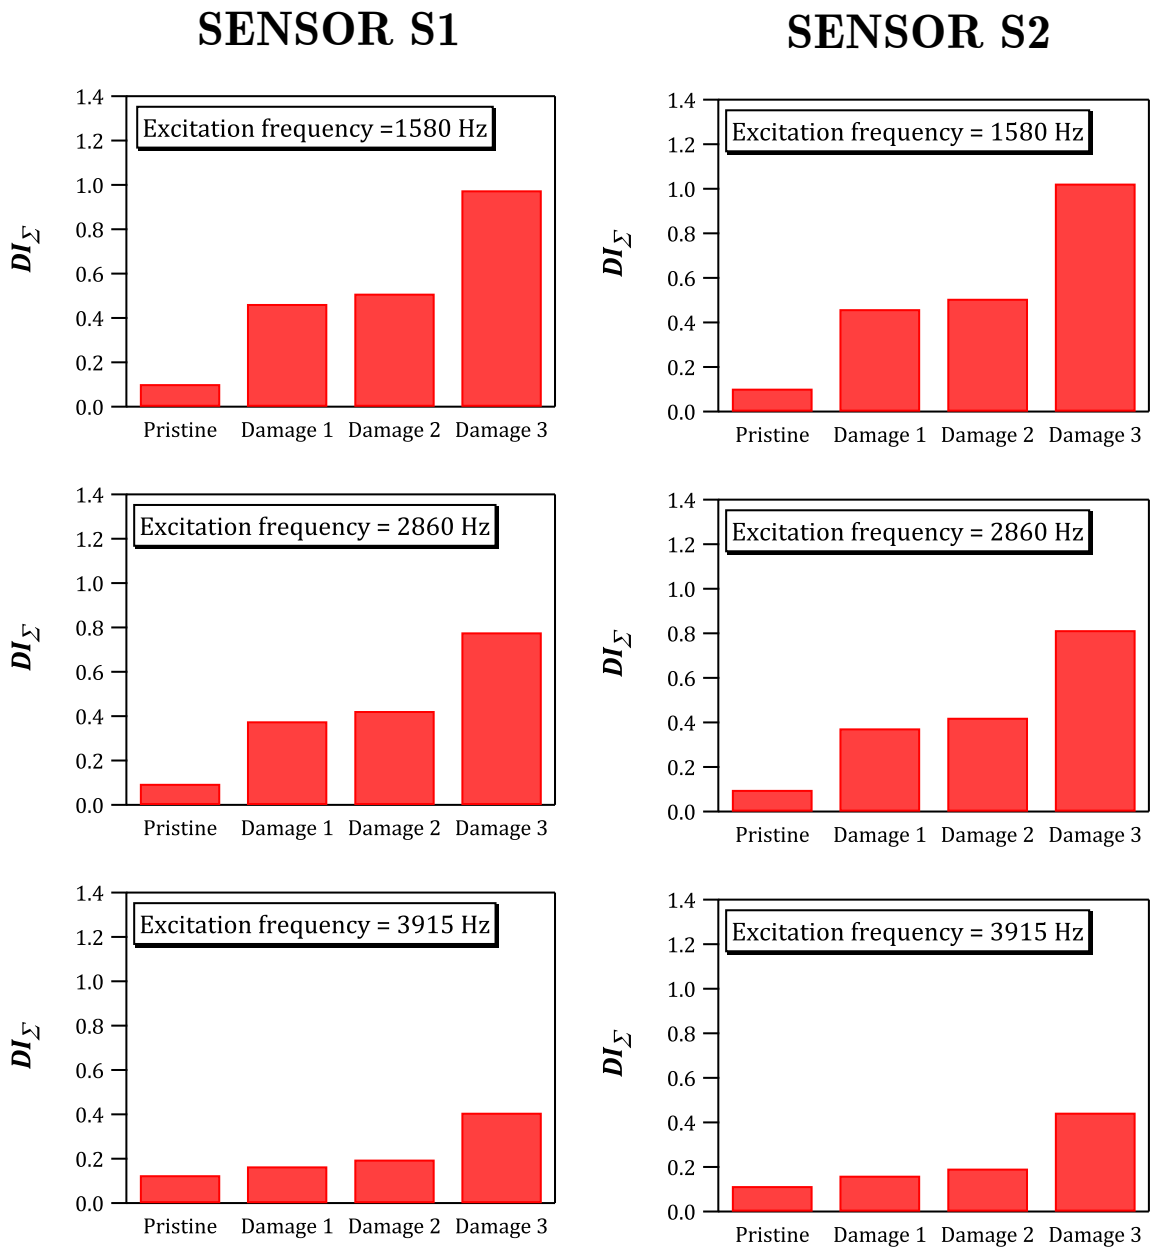 SENSOR S1
SENSOR S2
1.4
1.2
1.0
0.8
0.6
0.4
0.2
0.0
DI∑
Excitation frequency =1580 Hz
Pristine Damage 1 Damage 2 Damage 3
1.4
1.2
1.0
0.8
0.6
0.4
0.2
0.0
DI∑
Excitation frequency = 1580 Hz
Pristine Damage 1 Damage 2 Damage 3
1.4
1.2
1.0
0.8
0.6
0.4
0.2
0.0
DI∑
Excitation frequency = 2860 Hz
Pristine Damage 1 Damage 2 Damage 3
1.4
1.2
1.0
0.8
0.6
0.4
0.2
0.0
DI∑
Excitation frequency = 2860 Hz
Pristine Damage 1 Damage 2 Damage 3
1.4
1.2
1.0
0.8
0.6
0.4
0.2
0.0
DI∑
Excitation frequency = 3915 Hz
Pristine Damage 1 Damage 2 Damage 3
1.4
1.2
1.0
0.8
0.6
0.4
0.2
0.0
DI∑
Excitation frequency = 3915 Hz
Pristine Damage 1 Damage 2 Damage 3